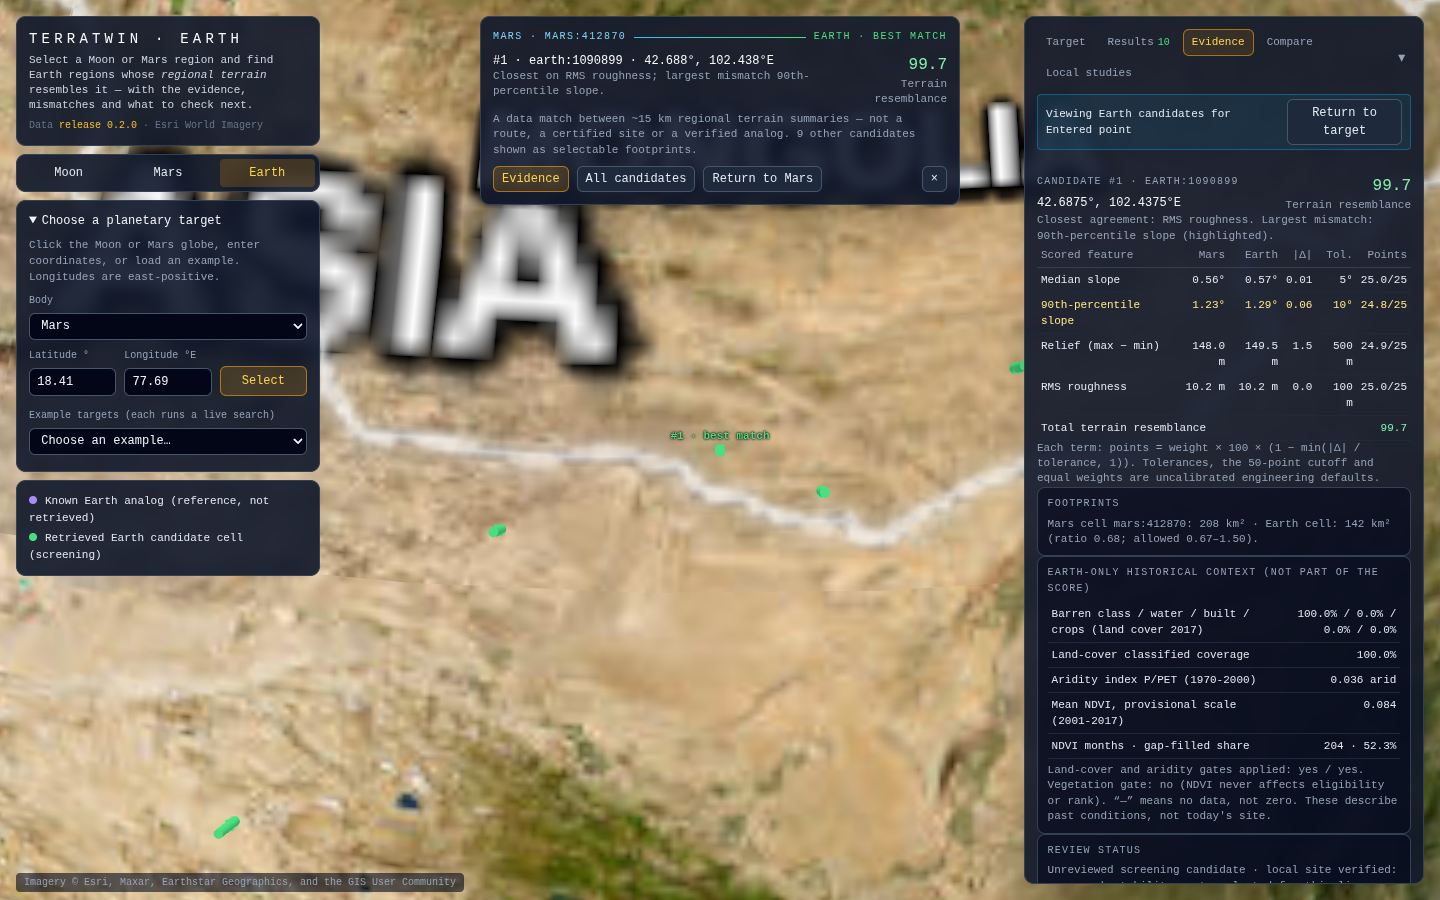 TERRATWIN · EARTH
Select a Moon or Mars region and find
Earth regions whose regional terrain
resembles it — with the evidence,
mismatches and what to check next.
Data release 0.2.0 · Esri World Imagery
Moon Mars Earth
▼ Choose a planetary target
Click the Moon or Mars globe, enter
coordinates, or load an example.
Longitudes are east-positive.
Body
Mars
Latitude ° Longitude °E
18.41 77.69 Select
Example targets (each runs a live search)
Choose an example…
Known Earth analog (reference, not
retrieved)
Retrieved Earth candidate cell
(screening)
MARS · MARS:412870 EARTH · BEST MATCH
#1 · earth:1090899 · 42.688°, 102.438°E 99.7
Closest on RMS roughness; largest mismatch 90th-
percentile slope.
Terrain
resemblance
A data match between ~15 km regional terrain summaries — not a
route, a certified site or a verified analog. 9 other candidates
shown as selectable footprints.
Evidence All candidates Return to Mars ×
SIA
#1 · best match
Target Results 10 Evidence Compare
▼
Local studies
Viewing Earth candidates for
Entered point
Return to
target
CANDIDATE #1 · EARTH:1090899 99.7
42.6875°, 102.4375°E Terrain resemblance
Closest agreement: RMS roughness. Largest mismatch:
90th-percentile slope (highlighted).
Scored feature Mars Earth |Δ| Tol. Points
Median slope 0.56° 0.57° 0.01 5° 25.0/25
90th-percentile 1.23° 1.29° 0.06 10° 24.8/25
slope
Relief (max − min) 148.0 149.5 1.5 500 24.9/25
m m m
RMS roughness 10.2 m 10.2 m 0.0 100 25.0/25
m
Total terrain resemblance 99.7
Each term: points = weight × 100 × (1 − min(|Δ| /
tolerance, 1)). Tolerances, the 50-point cutoff and
equal weights are uncalibrated engineering defaults.
FOOTPRINTS
Mars cell mars:412870: 208 km² · Earth cell: 142 km²
(ratio 0.68; allowed 0.67–1.50).
EARTH-ONLY HISTORICAL CONTEXT (NOT PART OF THE
SCORE)
Barren class / water / built / 100.0% / 0.0% /
crops (land cover 2017) 0.0% / 0.0%
Land-cover classified coverage 100.0%
Aridity index P/PET (1970-2000) 0.036 arid
Mean NDVI, provisional scale 0.084
(2001-2017)
NDVI months · gap-filled share 204 · 52.3%
Land-cover and aridity gates applied: yes / yes.
Vegetation gate: no (NDVI never affects eligibility
or rank). “—” means no data, not zero. These describe
past conditions, not today's site.
REVIEW STATUS
Unreviewed screening candidate · local site verified:
Imagery © Esri, Maxar, Earthstar Geographics, and the GIS User Community